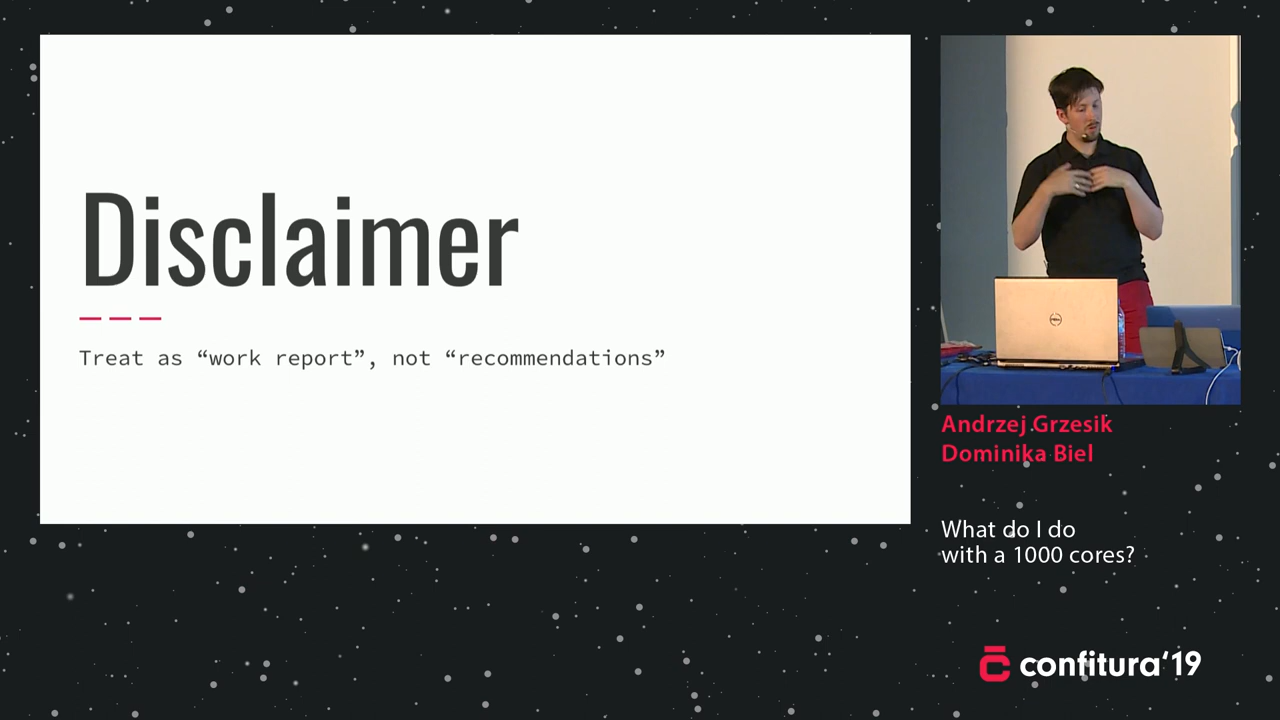 Disclaimer
Treat as “work report”, not “recommendations”
Andrzej Grzesik
Dominika Biel
What do I do
with a 1000 cores?
confitura‘19